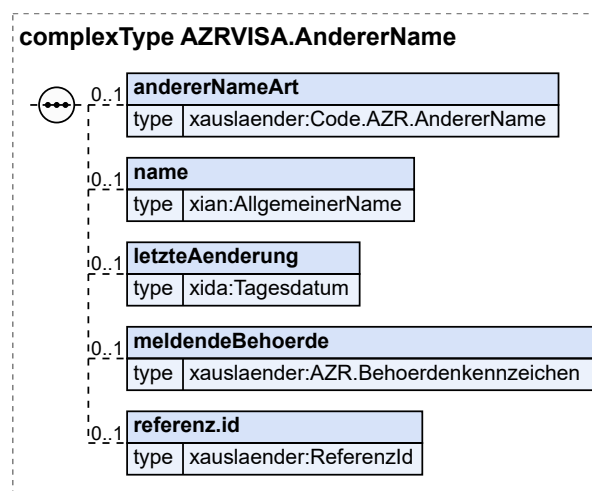 complexType AZRVISA.AndererName
0..1
andererNameArt
type xauslaender:Code.AZR.AndererName
0..1
name
type xian:AllgemeinerName
0..1
letzteAenderung
type xida:Tagesdatum
0..1
meldendeBehoerde
type xauslaender:AZR.Behoerdenkennzeichen
0..1
referenz.id
type xauslaender:ReferenzId